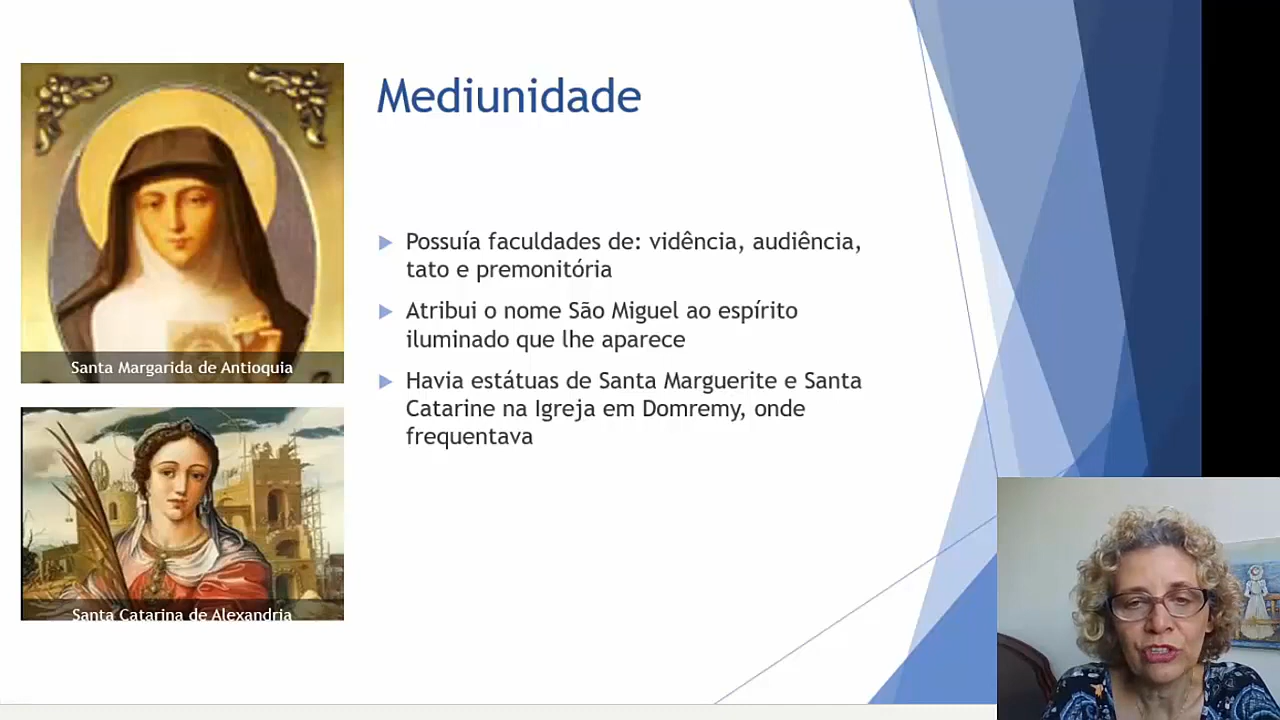 Mediunidade
Possuía faculdades de: vidência, audiência,
tato e premonitória
Atribui o nome São Miguel ao espírito
iluminado que lhe aparece
Havia estátuas de Santa Marguerite e Santa
Catarine na Igreja em Domremy, onde
frequentava
Santa Margarida de Antioquia
Santa Catarina de Alexandria